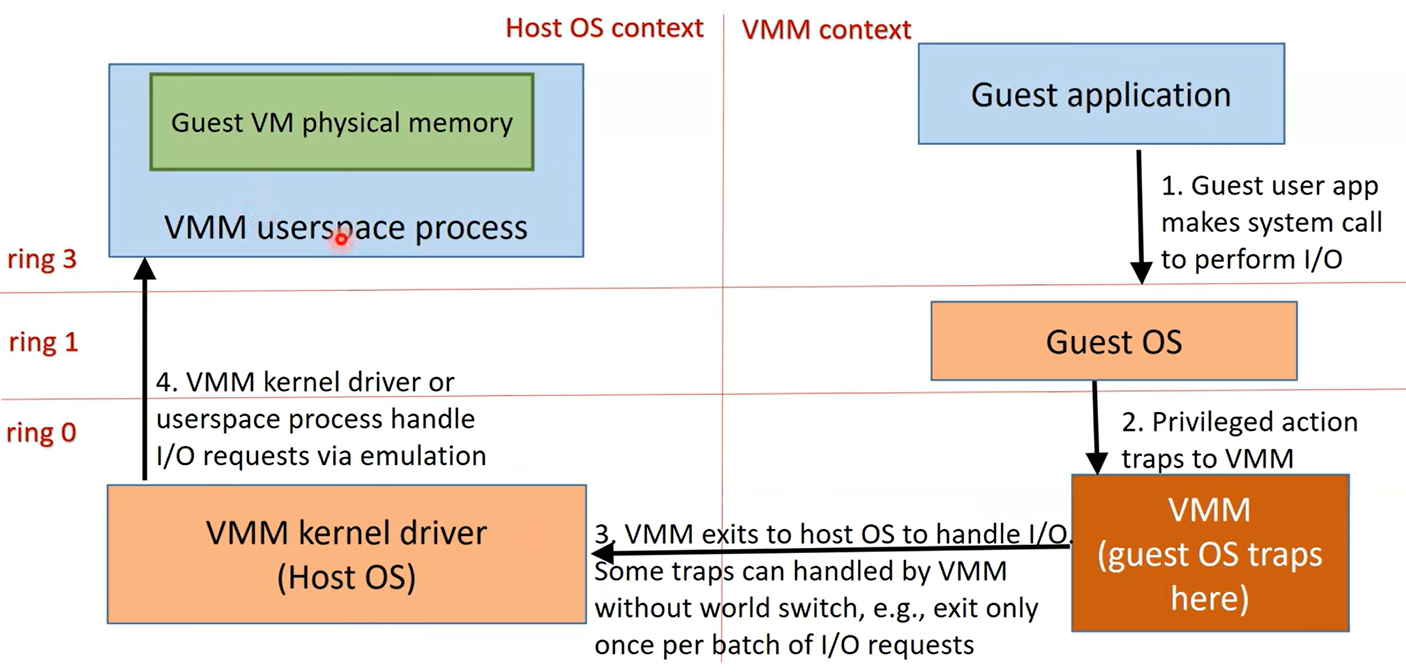 Host OS context
VMM context
Guest VM physical memory
VMM userspace process
Guest application
1. Guest user app
makes system call
to perform I/O
ring 3
ring 1
Guest OS
4. VMM kernel driver or
userspace process handle
I/O requests via emulation
ring 0
2. Privileged action
traps to VMM
VMM kernel driver
(Host OS)
3. VMM exits to host OS to handle I/O.
Some traps can handled by VMM
without world switch, e.g., exit only
once per batch of I/O requests
VMM
(guest OS traps
here)